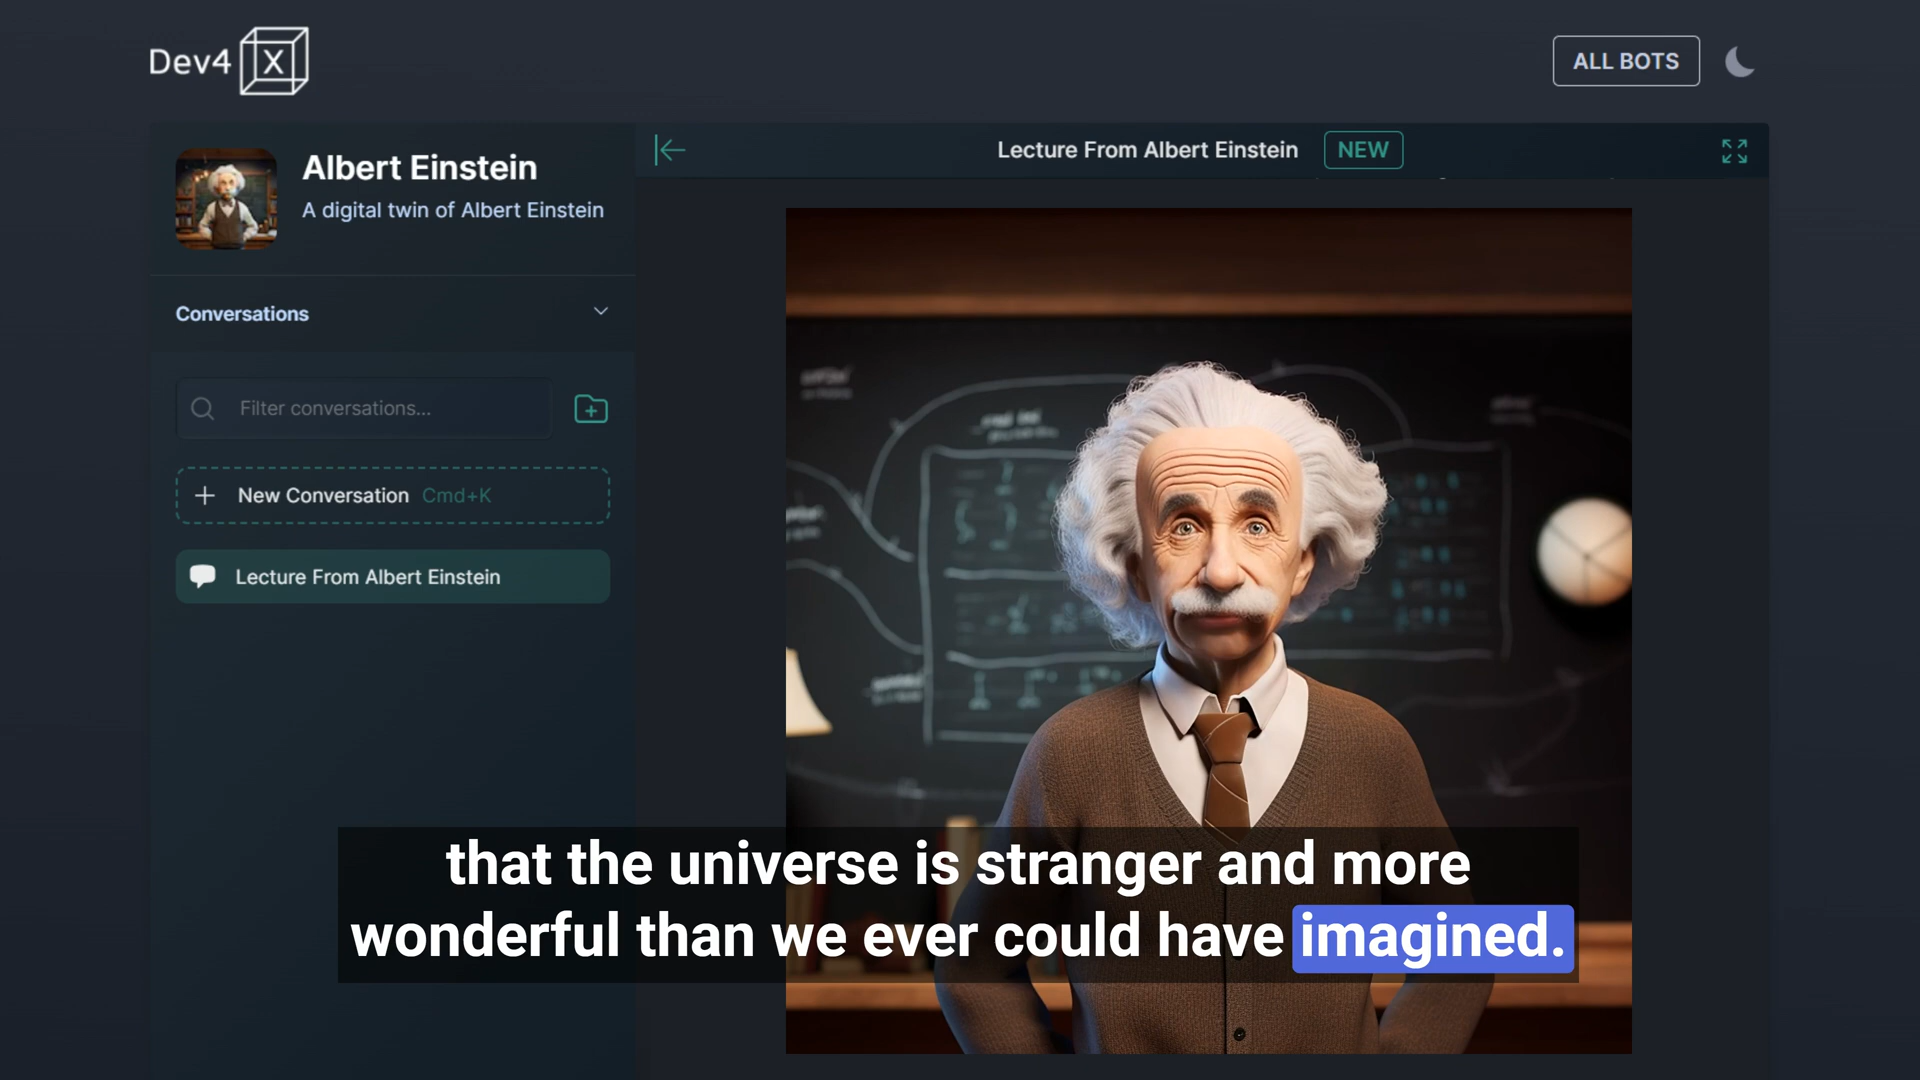 Dev4 X
ALL BOTS
Albert Einstein
A digital twin of Albert Einstein
Lecture From Albert Einstein NEW
Conversations
Filter conversations...
New Conversation Cmd+K
Lecture From Albert Einstein
that the universe is stranger and more
wonderful than we ever could have imagined.